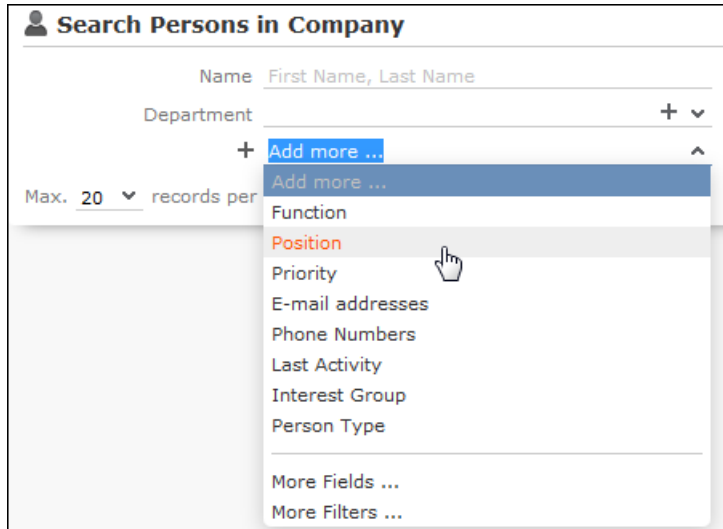 Search Persons in Company
Name First Name, Last Name
Department
Add more ...
Max. 20 records per
Add more ...
Function
Position
Priority
E-mail addresses
Phone Numbers
Last Activity
Interest Group
Person Type
More Fields ...
More Filters ...